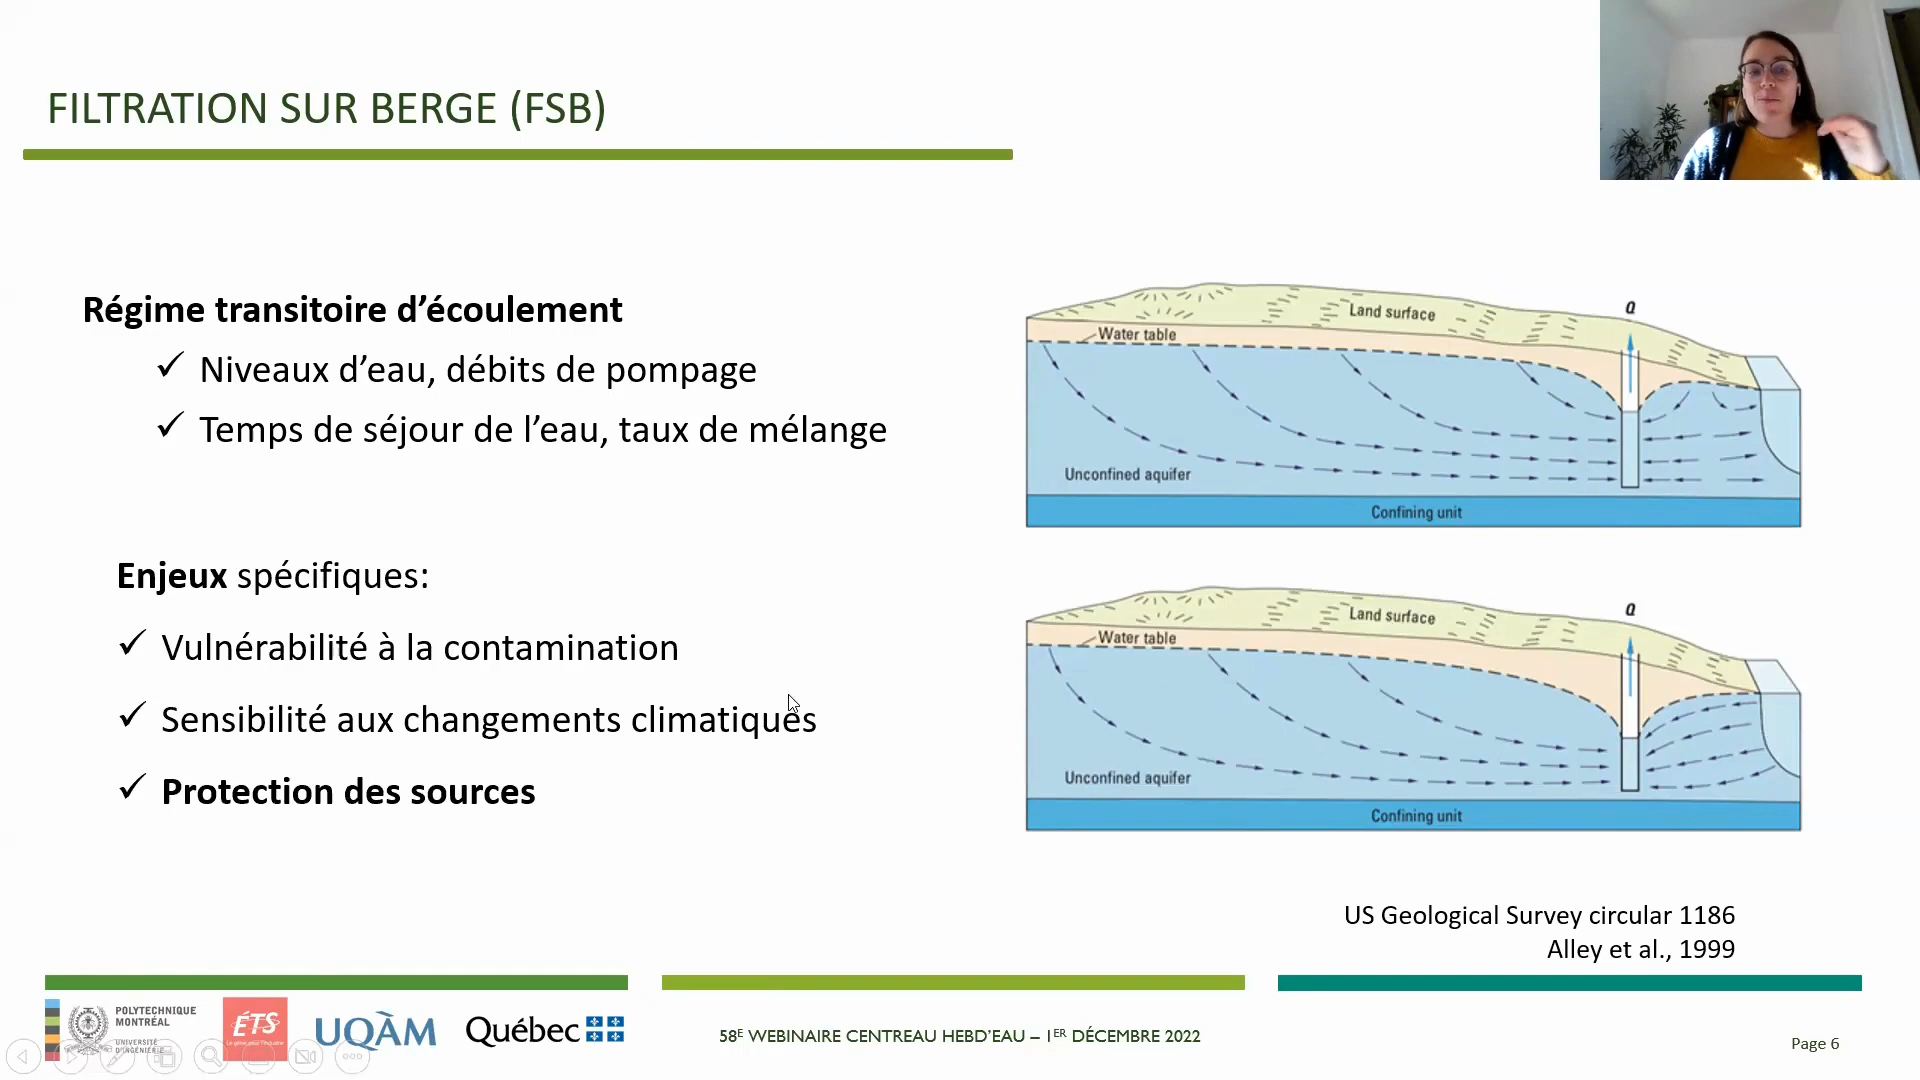 FILTRATION SUR BERGE (FSB)
Régime transitoire d’écoulement
✓ Niveaux d’eau, débits de pompage
✓ Temps de séjour de l’eau, taux de mélange
Enjeux spécifiques:
✓ Vulnérabilité à la contamination
✓ Sensibilité aux changements climatiques
✓ Protection des sources
Q
Land surface
Water table
Unconfined aquifer
Confining unit
Q
Land surface
Water table
Unconfined aquifer
Confining unit
US Geological Survey circular 1186
Alley et al., 1999
POLYTECHNIQUE
MONTRÉAL
UNIVERSITÉ
D’INGÉNIERIE
ÉTS
Le génie pour l’industrie
UQÀM
Québec
58E WEBINAIRE CENTREAU HEBD’EAU – 1ER DÉCEMBRE 2022
Page 6